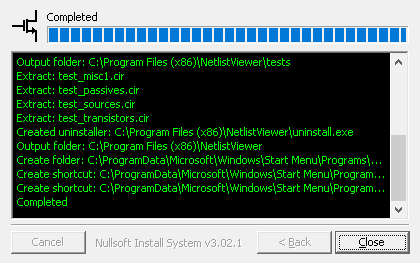 Completed
Output folder: C:\Program Files (x86)\NetlistViewer\tests
Extract: test_misc1.cir
Extract: test_passives.cir
Extract: test_sources.cir
Extract: test_transistors.cir
Created uninstaller: C:\Program Files (x86)\NetlistViewer\uninstall.exe
Output folder: C:\Program Files (x86)\NetlistViewer
Create folder: C:\ProgramData\Microsoft\Windows\Start Menu\Programs\...
Create shortcut: C:\ProgramData\Microsoft\Windows\Start Menu\Program...
Create shortcut: C:\ProgramData\Microsoft\Windows\Start Menu\Program...
Completed
Cancel Nullsoft Install System v3.02.1 < Back Close